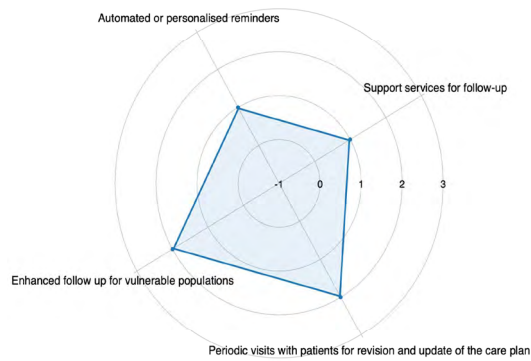 Automated or personalised reminders
Support services for follow-up
-1 0 1 2 3
Enhanced follow up for vulnerable populations
Periodic visits with patients for revision and update of the care plan